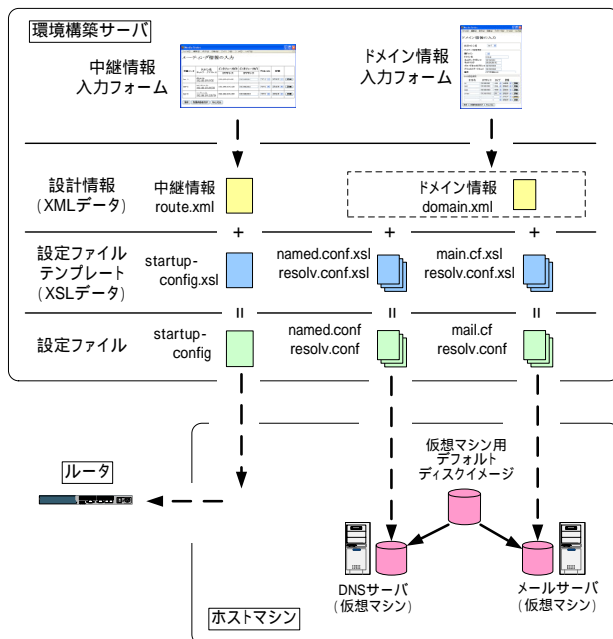 環境構築サーバ
中継情報
入力フォーム
ドメイン情報
入力フォーム
設計情報
(XMLデータ)
中継情報
route.xml
ドメイン情報
domain.xml
+
+
+
設定ファイル
テンプレート
(XSLデータ)
startup-
config.xsl
named.conf.xsl
resolv.conf.xsl
main.cf.xsl
resolv.conf.xsl
=
=
=
設定ファイル
startup-
config
named.conf
resolv.conf
mail.cf
resolv.conf
ルータ
仮想マシン用
デフォルト
ディスクイメージ
DNSサーバ
(仮想マシン)
メールサーバ
(仮想マシン)
ホストマシン